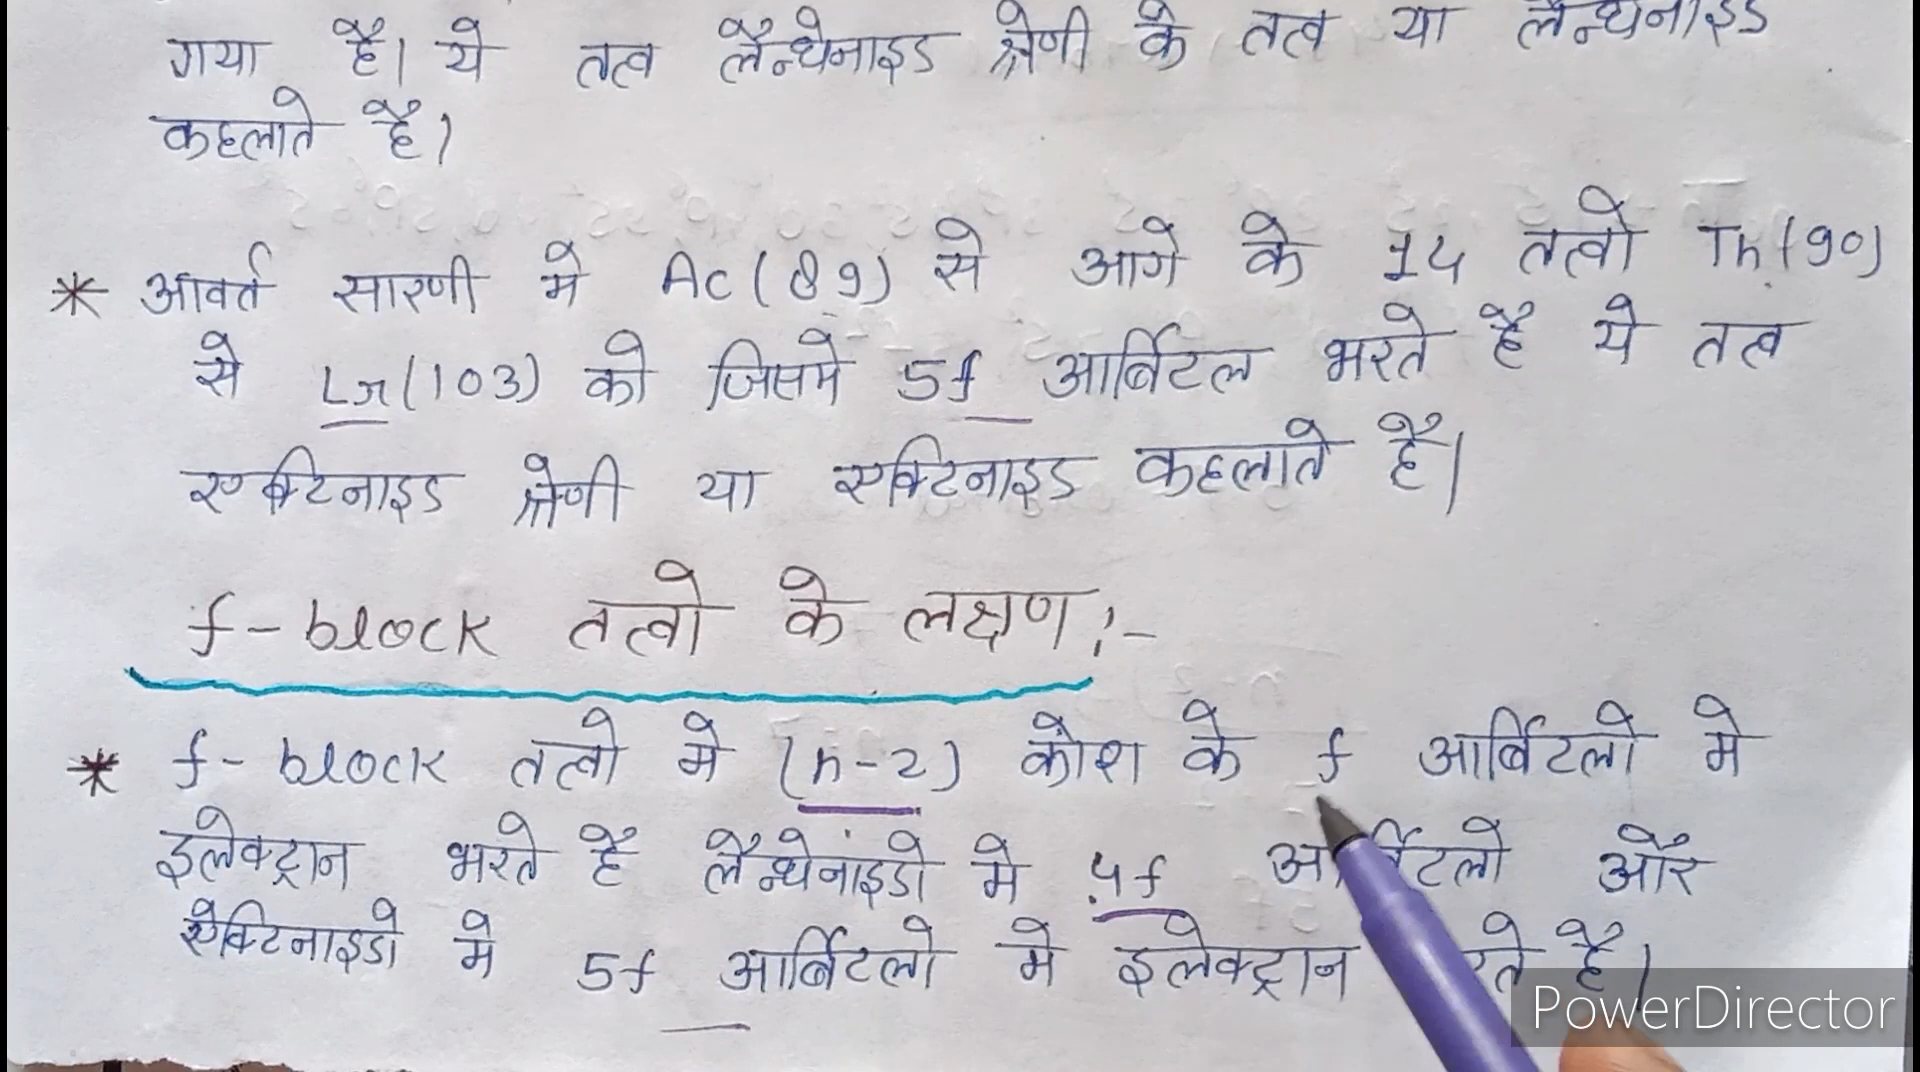 गया है। ये तत्व लैन्थेनाइड श्रेणी के तत्व या लैन्थेनाइड
कहलाते है।
* आवर्त सारणी मे Ac (89) से आगे के 14 तत्वो Th (90)
से Lr (103) को जिसमे 5f आर्बिटल भरते है ये तत्व
एक्टिनाइड श्रेणी या एक्टिनाइड कहलाते है।
f-block तत्वो के लक्षण :-
* f-block तत्वो मे (n-2) कोश के f आर्बिटलो मे
इलेक्ट्रान भरते है लैन्थेनाइडो मे 4f आर्बिटलो और
एक्टिनाइडो मे 5f आर्बिटलो मे इलेक्ट्रान रते है।
PowerDirector